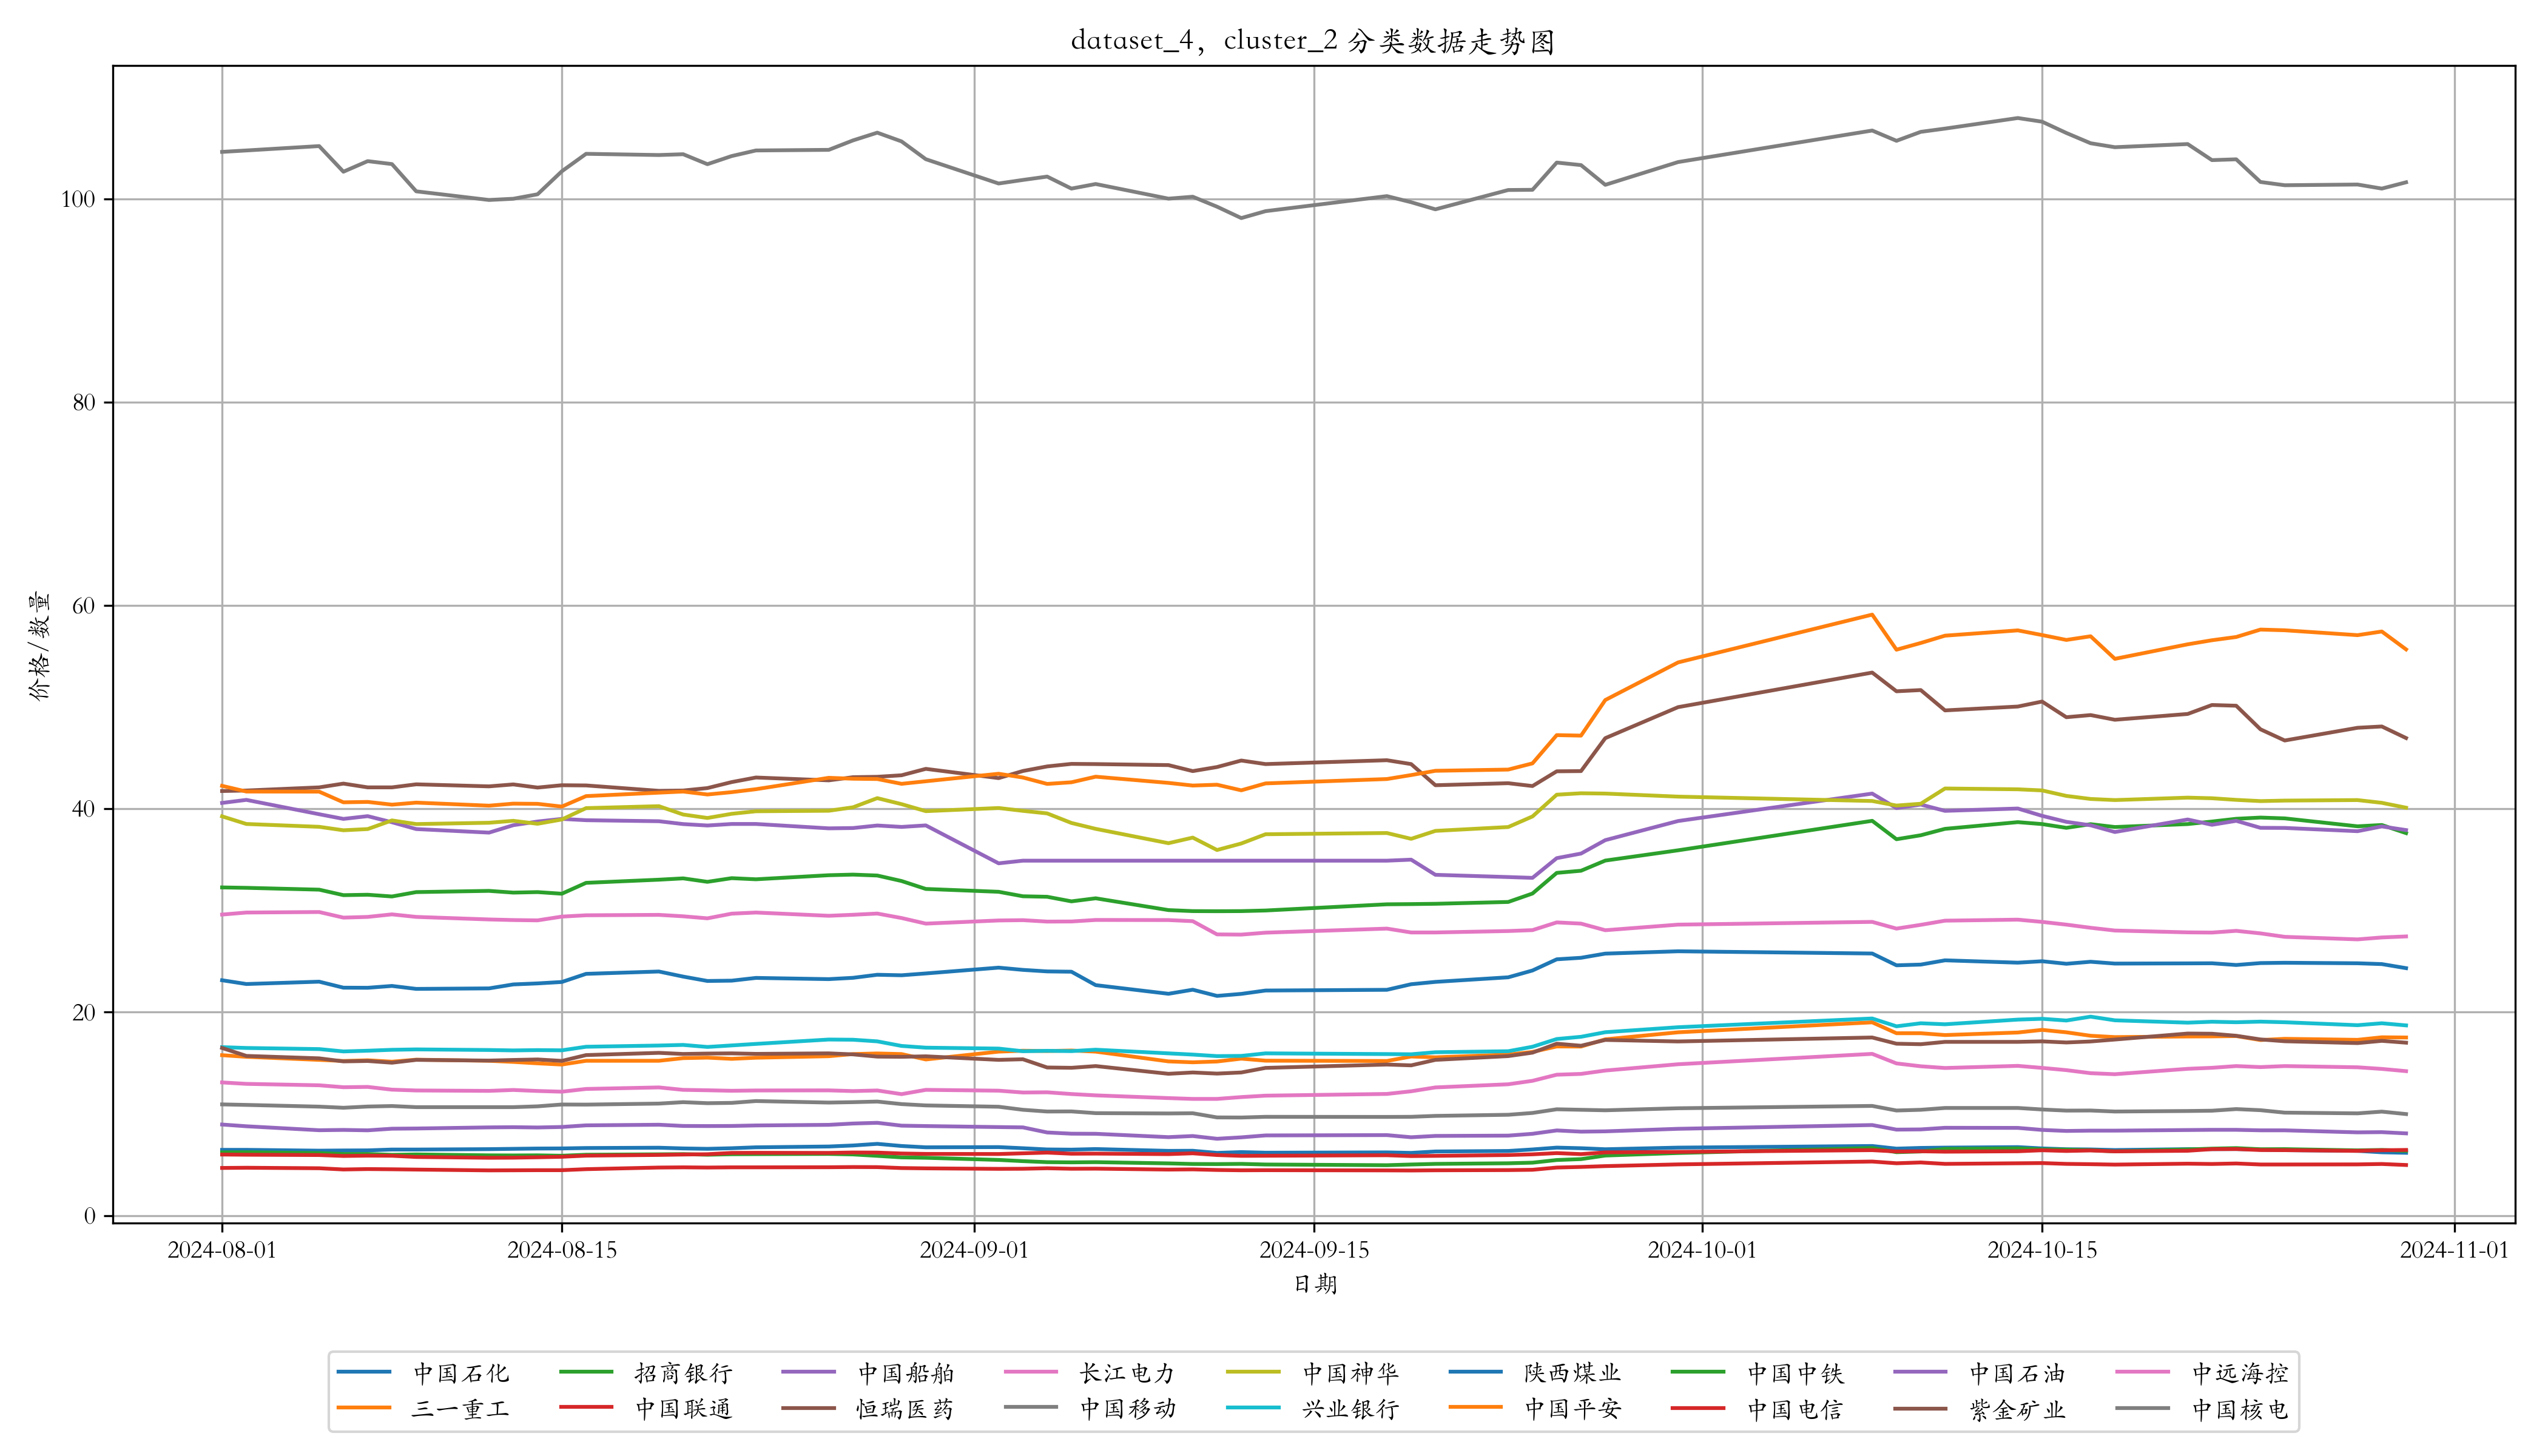 dataset_4，cluster_2 分类数据走势图
价格/数量
100
80
60
40
20
0
2024-08-01 2024-08-15 2024-09-01 2024-09-15 2024-10-01 2024-10-15 2024-11-01
日期
中国石化 招商银行 中国船舶 长江电力 中国神华 陕西煤业 中国中铁 中国石油 中远海控
三一重工 中国联通 恒瑞医药 中国移动 兴业银行 中国平安 中国电信 紫金矿业 中国核电